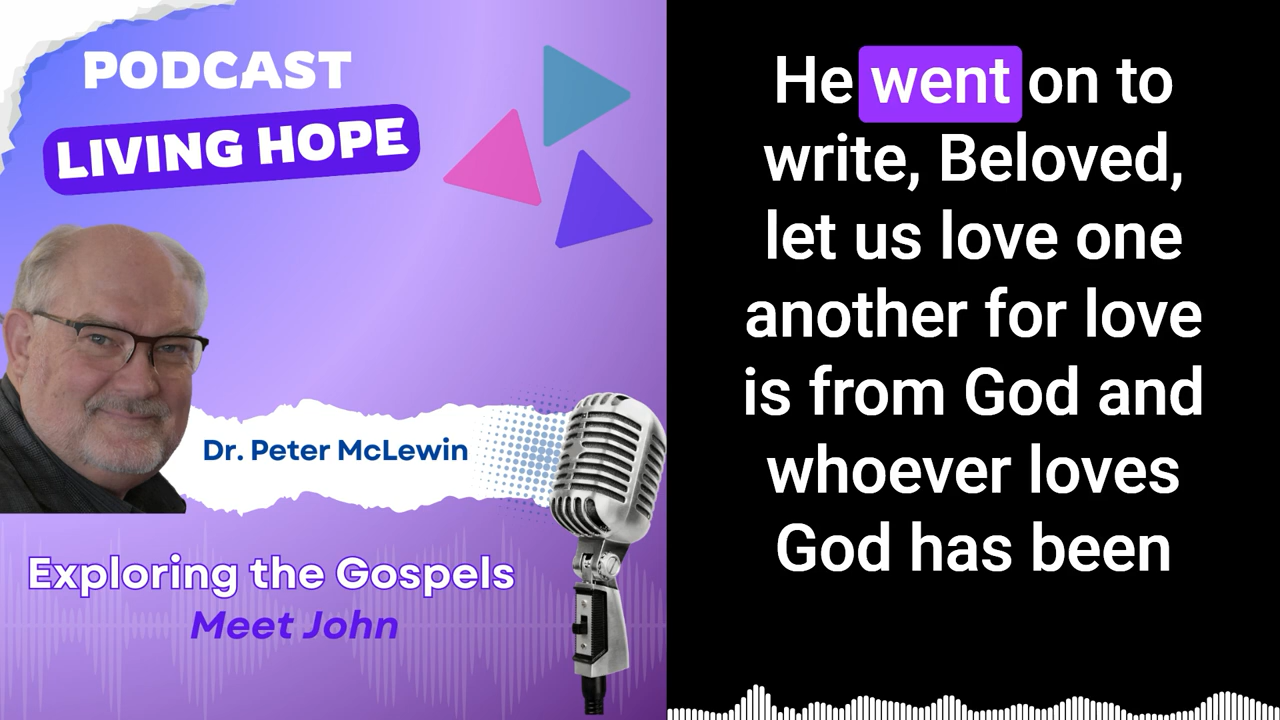 PODCAST
LIVING HOPE
Dr. Peter McLewin
Exploring the Gospels
Meet John
He went on to
write, Beloved,
let us love one
another for love
is from God and
whoever loves
God has been